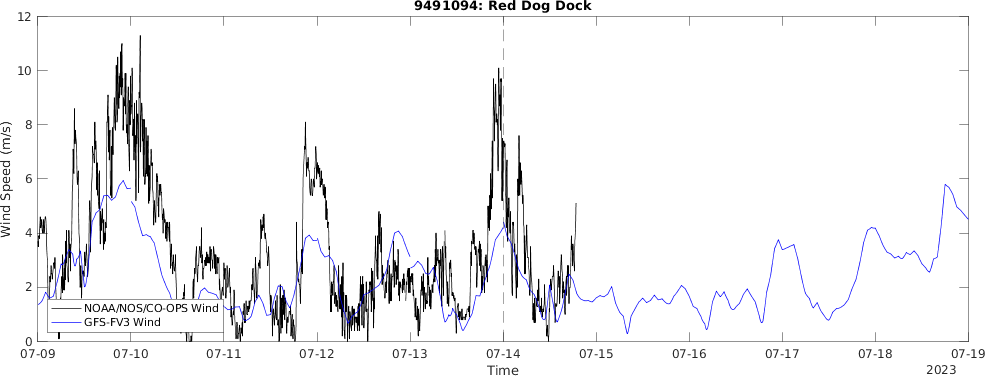 9491094: Red Dog Dock
12
10
8
6
4
2
0
Wind Speed (m/s)
NOAA/NOS/CO-OPS Wind
GFS-FV3 Wind
07-09 07-10 07-11 07-12 07-13 07-14 07-15 07-16 07-17 07-18 07-19
Time
2023